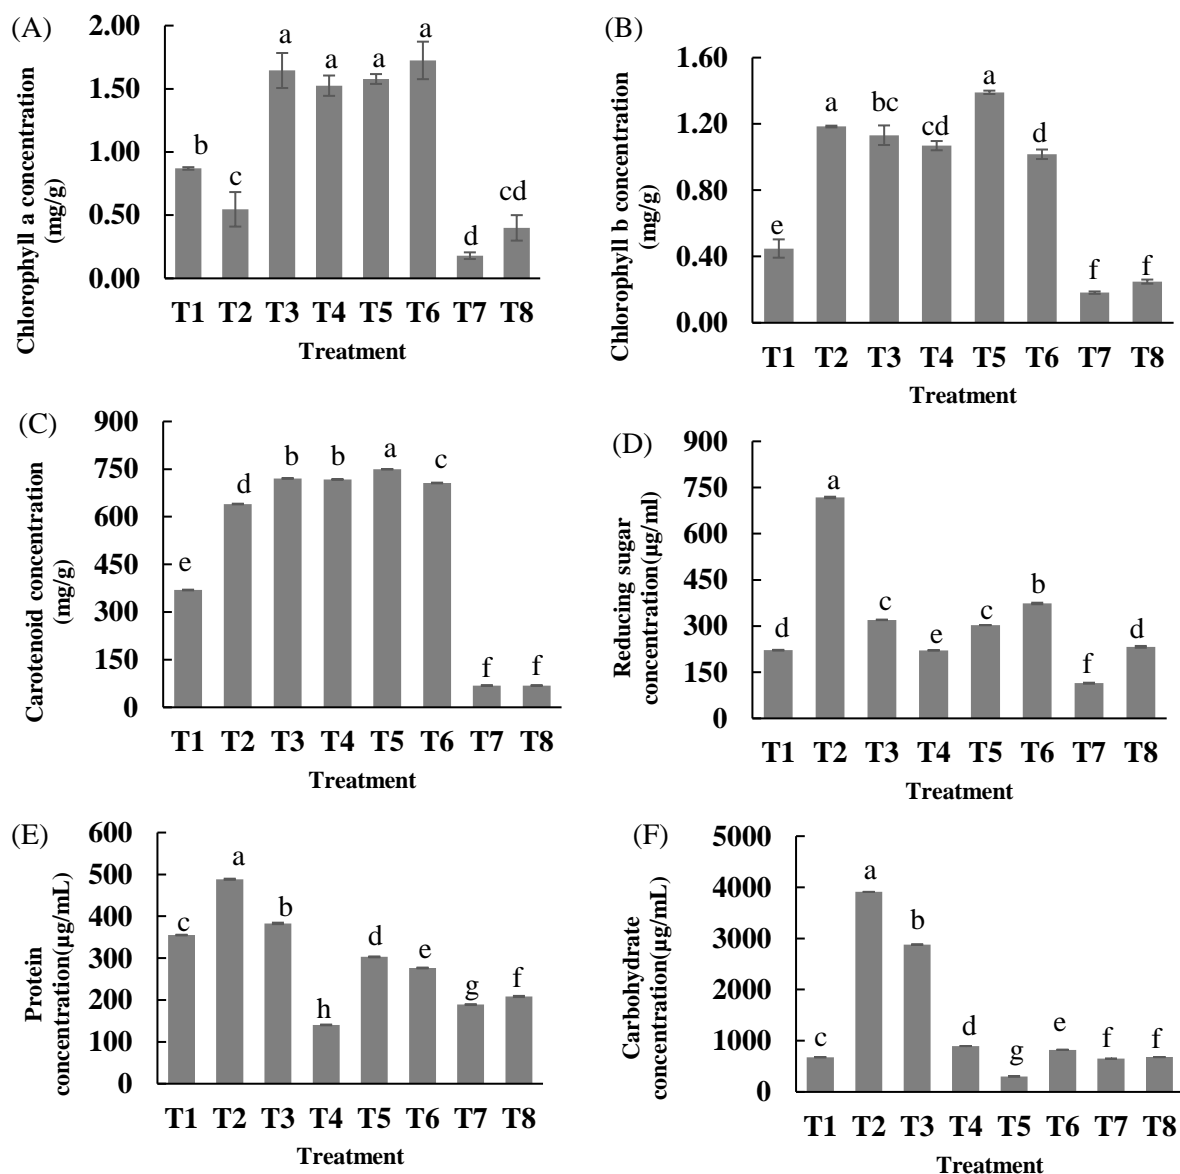 (A)
Chlorophyll a concentration
(mg/g)
2.00
1.50
1.00
0.50
0.00
b c a a a a d cd
T1 T2 T3 T4 T5 T6 T7 T8
Treatment
(B)
Chlorophyll b concentration
(mg/g)
1.60
1.20
0.80
0.40
0.00
e a bc cd a d f f
T1 T2 T3 T4 T5 T6 T7 T8
Treatment
(C)
Carotenoid concentration
(mg/g)
900
750
600
450
300
150
0
e d b b a c f f
T1 T2 T3 T4 T5 T6 T7 T8
Treatment
(D)
Reducing sugar
concentration(µg/ml)
900
750
600
450
300
150
0
d a c e c b f d
T1 T2 T3 T4 T5 T6 T7 T8
Treatment
(E)
Protein
concentration(µg/mL)
600
500
400
300
200
100
0
c a b h d e g f
T1 T2 T3 T4 T5 T6 T7 T8
Treatment
(F)
Carbohydrate
concentration(µg/mL)
5000
4000
3000
2000
1000
0
c a b d g e f f
T1 T2 T3 T4 T5 T6 T7 T8
Treatment